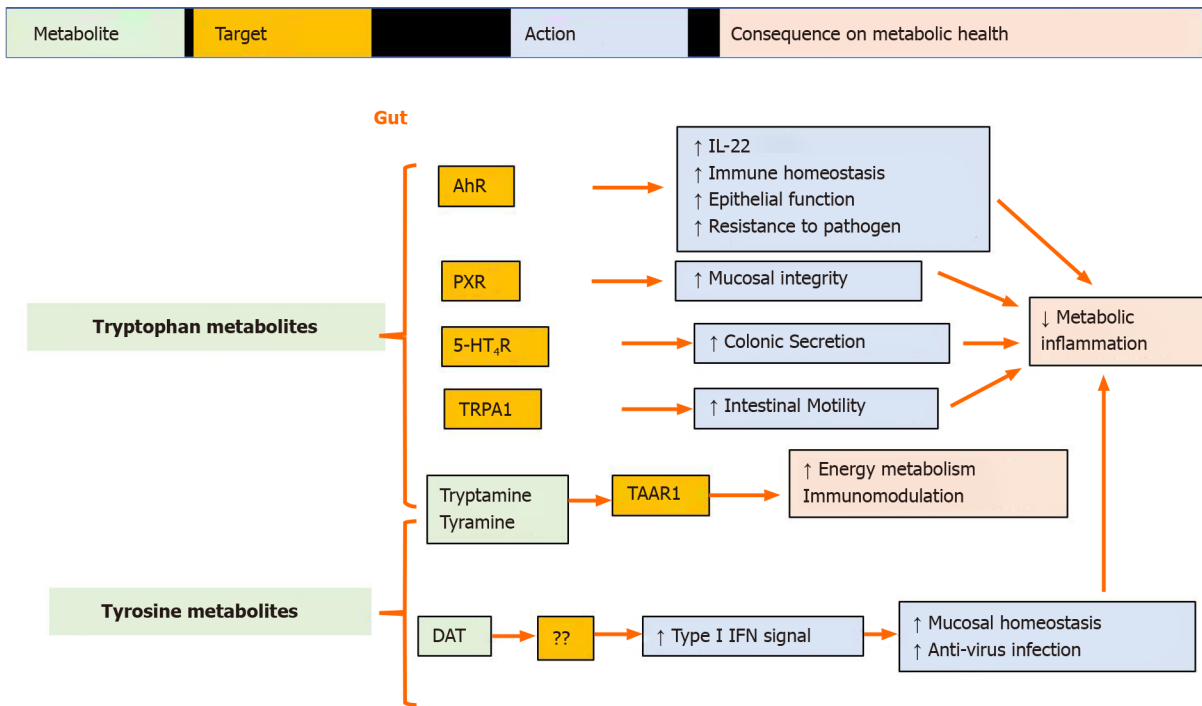 Metabolite
Target
Action
Consequence on metabolic health
Gut
AhR
↑ IL-22
↑ Immune homeostasis
↑ Epithelial function
↑ Resistance to pathogen
PXR
↑ Mucosal integrity
Tryptophan metabolites
5-HT₄R
↑ Colonic Secretion
↓ Metabolic
inflammation
TRPA1
↑ Intestinal Motility
Tryptamine
Tyramine
TAAR1
↑ Energy metabolism
Immunomodulation
Tyrosine metabolites
DAT
??
↑ Type I IFN signal
↑ Mucosal homeostasis
↑ Anti-virus infection